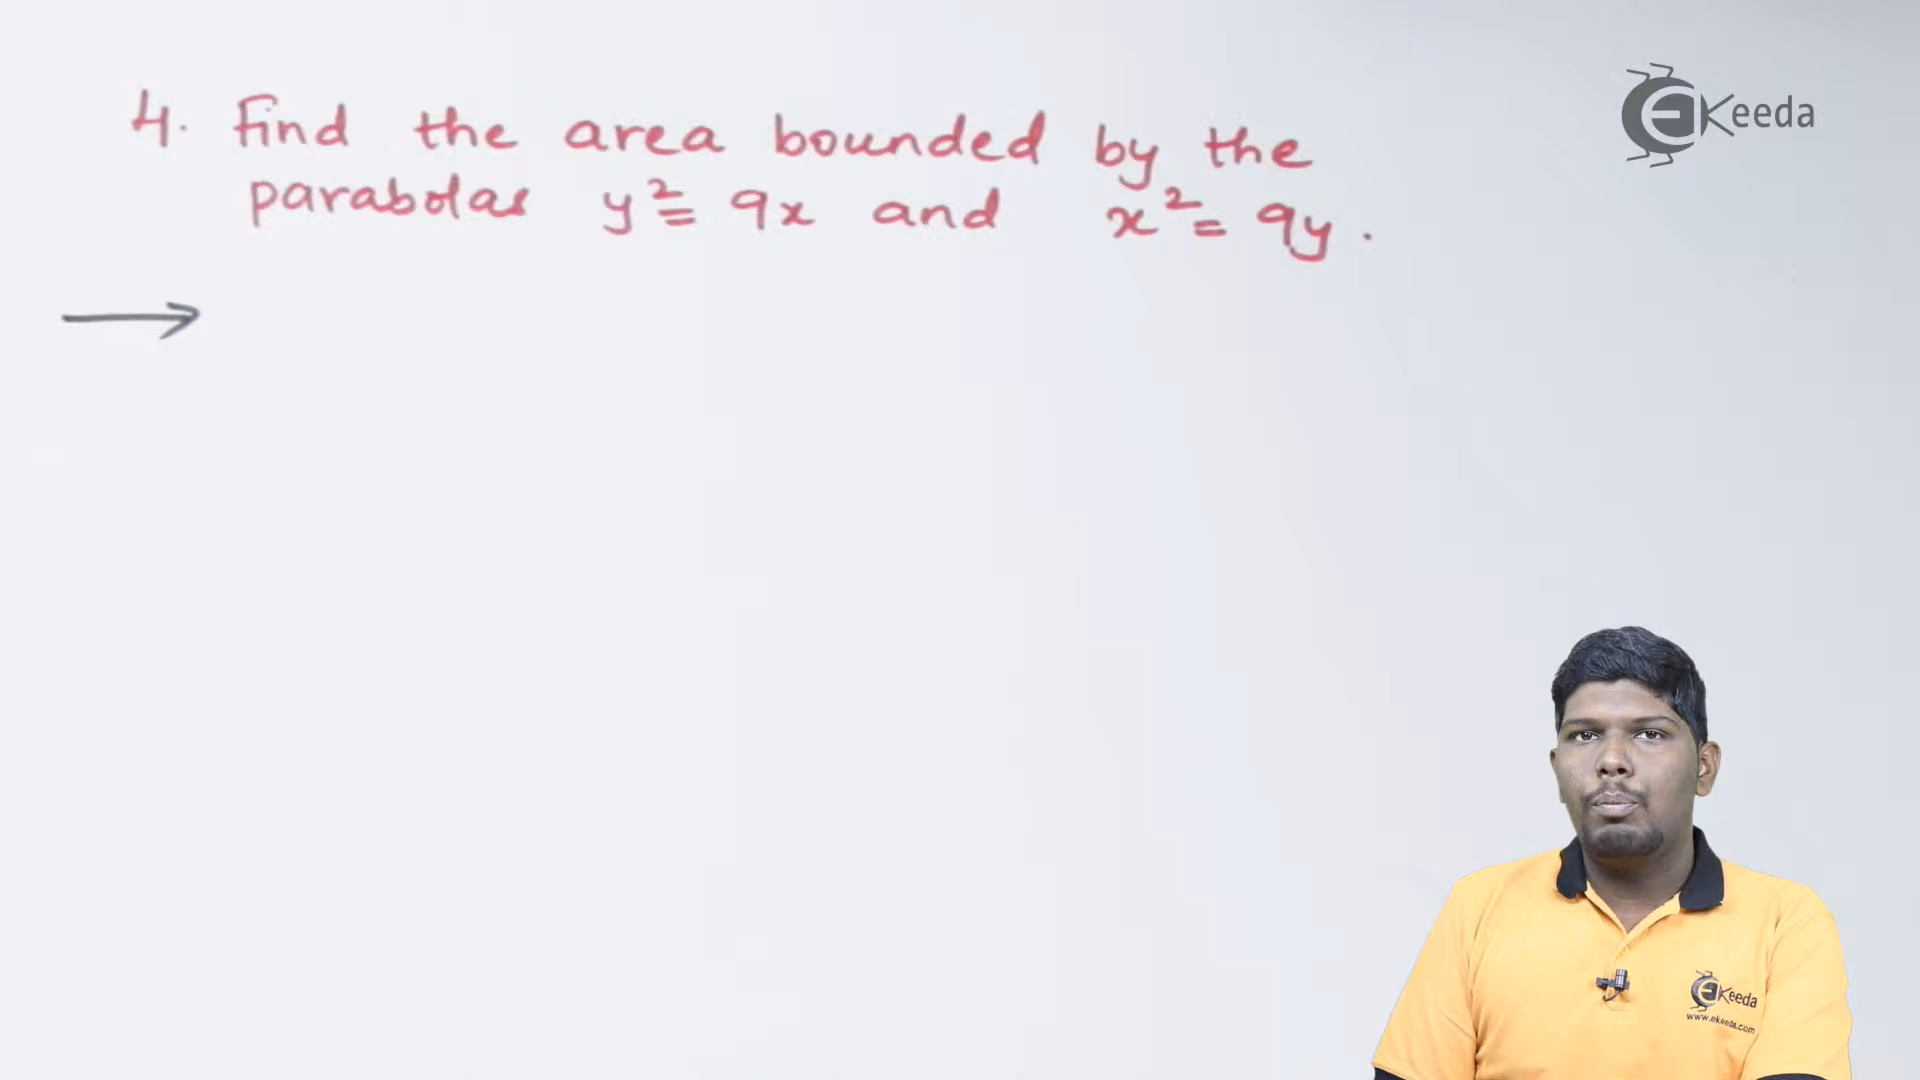 4. Find the area bounded by the
parabolas y² = 9x and x² = 9y.
EKeeda
EKeeda
www.ekeeda.com